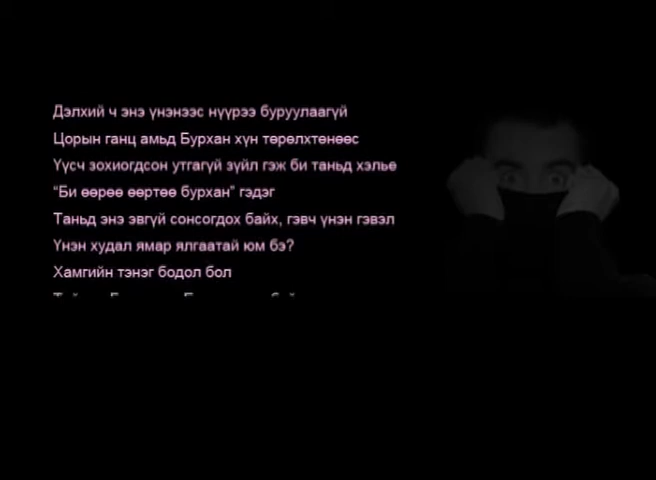 Дэлхий ч энэ үнэнээс нүүрээ буруулаагүй
Цорын ганц амьд Бурхан хүн төрөлхтөнөөс
Үүсч зохиогдсон утгагүй зүйл гэж би таньд хэлье
“Би өөрөө өөртөө бурхан” гэдэг
Таньд энэ эвгүй сонсогдох байх, гэвч үнэн гэвэл
Үнэн худал ямар ялгаатай юм бэ?
Хамгийн тэнэг бодол бол